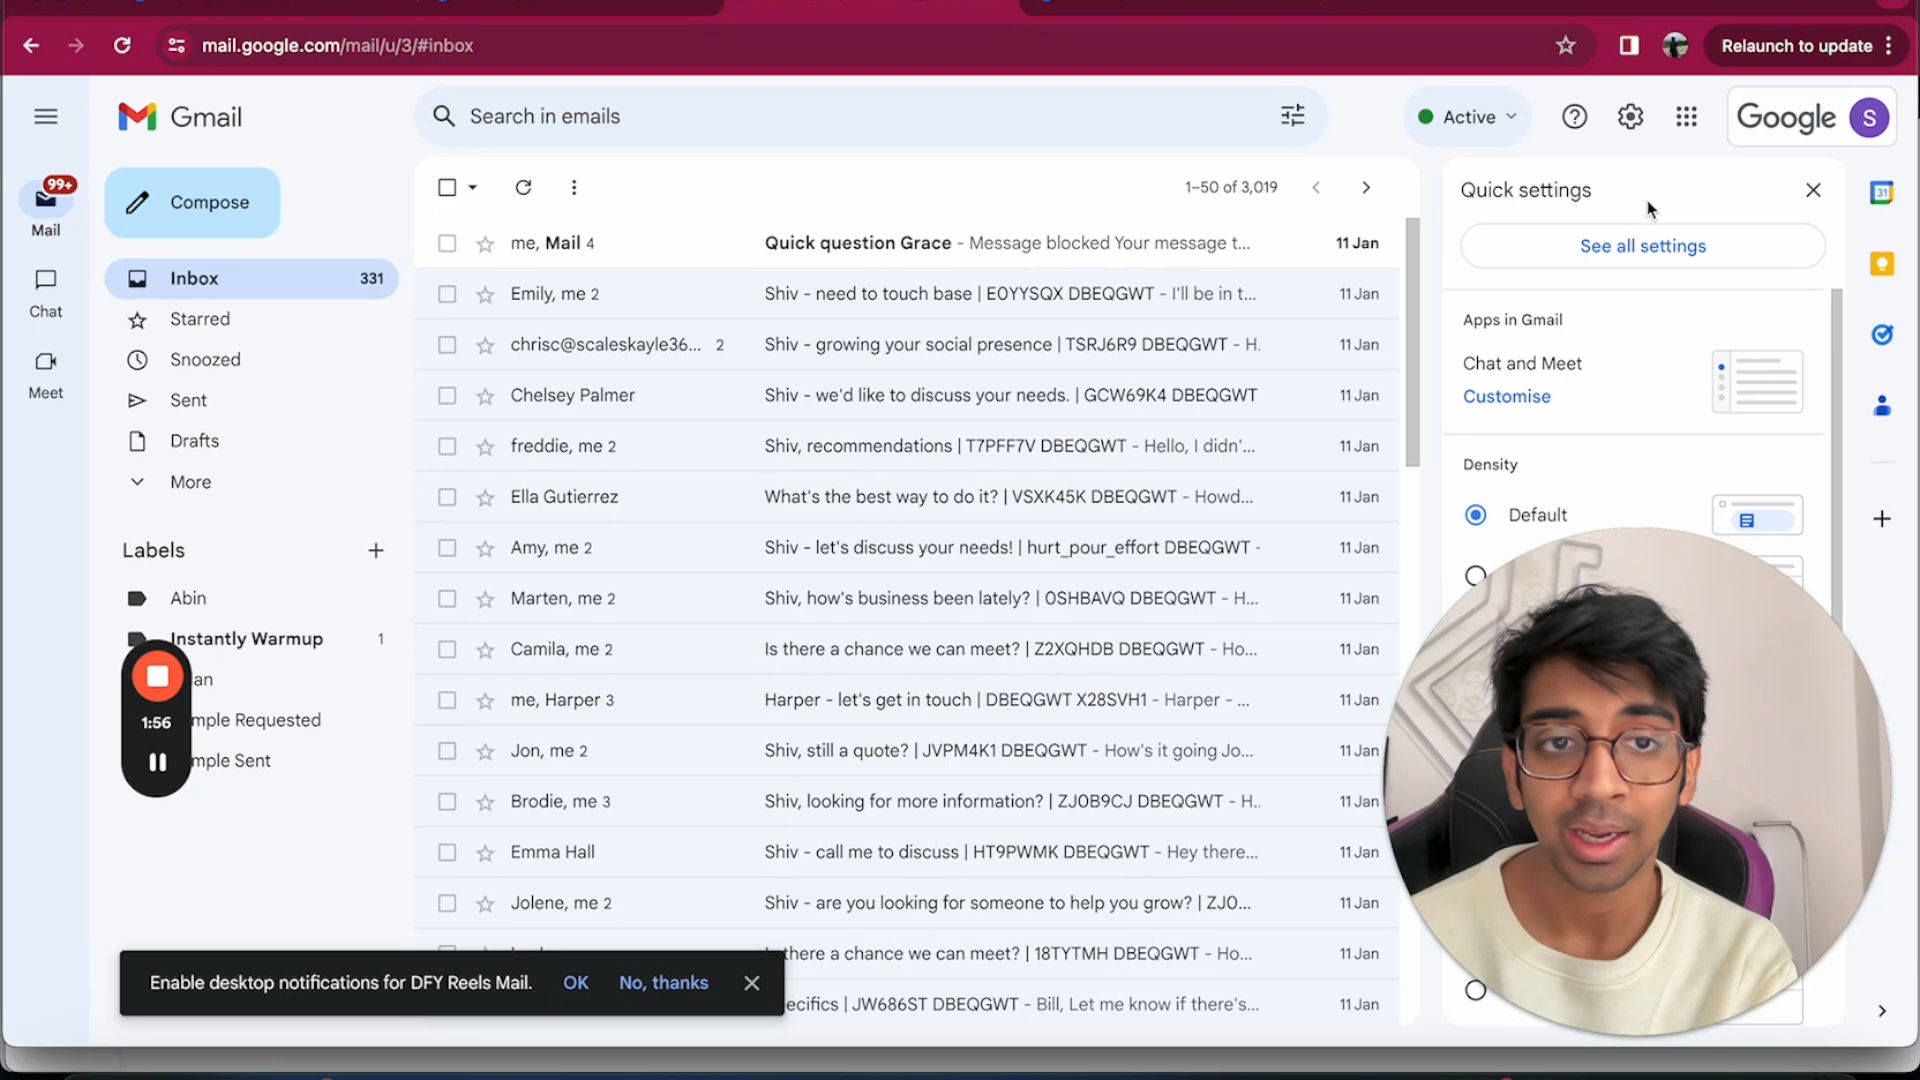 mail.google.com/mail/u/3/#inbox
Relaunch to update
Gmail
Search in emails
Active
Google
S
99+
Mail
Chat
Meet
Compose
Inbox 331
Starred
Snoozed
Sent
Drafts
More
Labels
Abin
Instantly Warmup 1
an
mple Requested
mple Sent
1:56
1–50 of 3,019
me, Mail 4 Quick question Grace - Message blocked Your message t... 11 Jan
Emily, me 2 Shiv - need to touch base | E0YYSQX DBEQGWT - I'll be in t... 11 Jan
chrisc@scaleskayle36... 2 Shiv - growing your social presence | TSRJ6R9 DBEQGWT - H. 11 Jan
Chelsey Palmer Shiv - we'd like to discuss your needs. | GCW69K4 DBEQGWT 11 Jan
freddie, me 2 Shiv, recommendations | T7PFF7V DBEQGWT - Hello, I didn'... 11 Jan
Ella Gutierrez What's the best way to do it? | VSXK45K DBEQGWT - Howd... 11 Jan
Amy, me 2 Shiv - let's discuss your needs! | hurt_pour_effort DBEQGWT - 11 Jan
Marten, me 2 Shiv, how's business been lately? | 0SHBAVQ DBEQGWT - H... 11 Jan
Camila, me 2 Is there a chance we can meet? | Z2XQHDB DBEQGWT - Ho... 11 Jan
me, Harper 3 Harper - let's get in touch | DBEQGWT X28SVH1 - Harper - ... 11 Jan
Jon, me 2 Shiv, still a quote? | JVPM4K1 DBEQGWT - How's it going Jo... 11 Jan
Brodie, me 3 Shiv, looking for more information? | ZJ0B9CJ DBEQGWT - H.. 11 Jan
Emma Hall Shiv - call me to discuss | HT9PWMK DBEQGWT - Hey there... 11 Jan
Jolene, me 2 Shiv - are you looking for someone to help you grow? | ZJ0... 11 Jan
there a chance we can meet? | 18TYTMH DBEQGWT - Ho... 11 Jan
ecifics | JW686ST DBEQGWT - Bill, Let me know if there's... 11 Jan
Enable desktop notifications for DFY Reels Mail. OK No, thanks
Quick settings
See all settings
Apps in Gmail
Chat and Meet
Customise
Density
Default
31